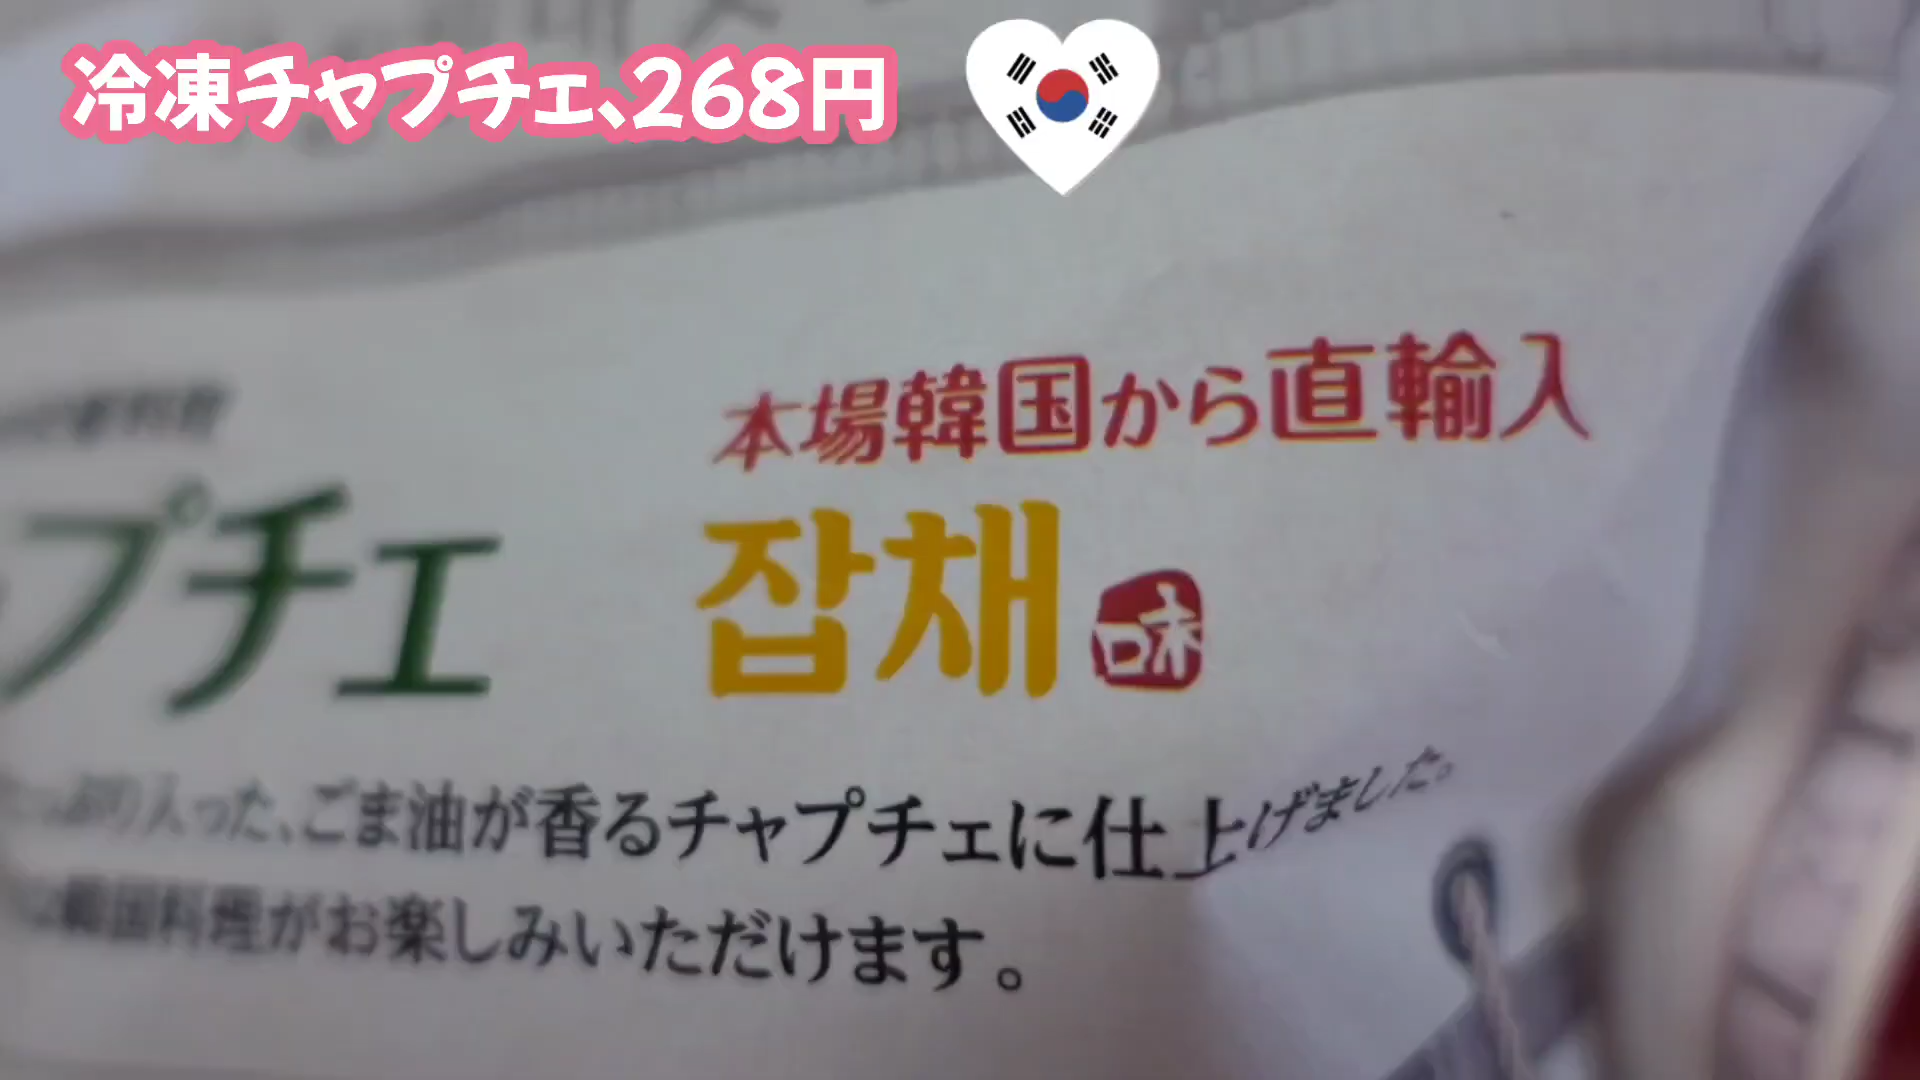 冷凍チャプチェ、268円
本場韓国から直輸入
プチェ
잡채
味
っぷり入った、ごま油が香るチャプチェに仕上げました。
韓国料理がお楽しみいただけます。